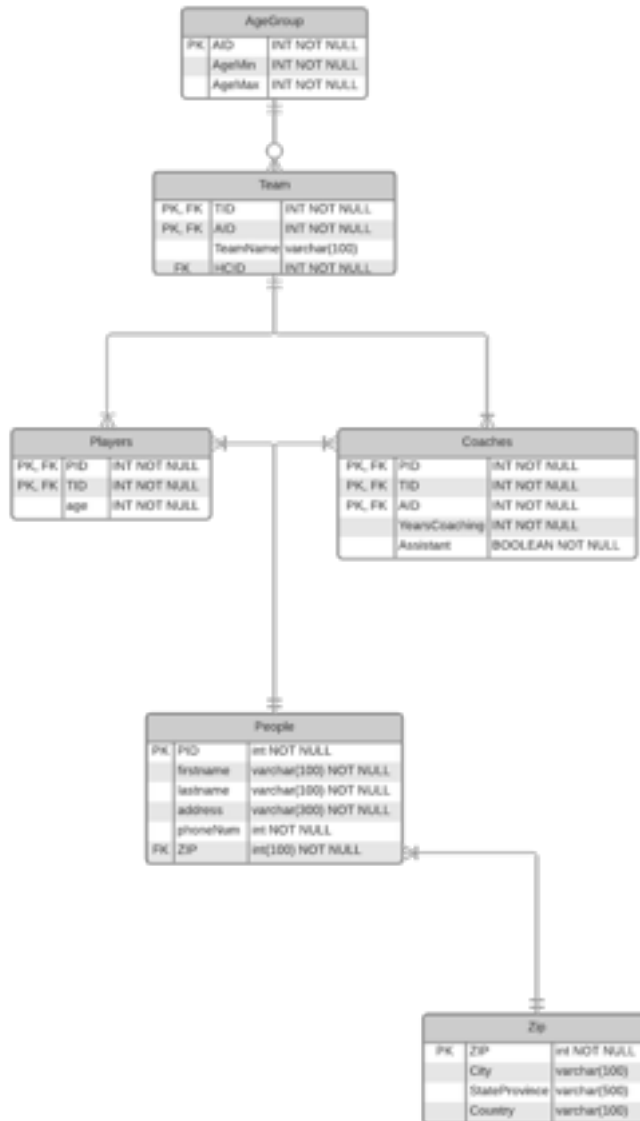 AgeGroup
PK AID INT NOT NULL
AgeMin INT NOT NULL
AgeMax INT NOT NULL
Team
PK, FK TID INT NOT NULL
PK, FK AID INT NOT NULL
TeamName varchar(100)
FK HCID INT NOT NULL
Players
PK, FK PID INT NOT NULL
PK, FK TID INT NOT NULL
age INT NOT NULL
Coaches
PK, FK PID INT NOT NULL
PK, FK TID INT NOT NULL
PK, FK AID INT NOT NULL
YearsCoaching INT NOT NULL
Assistant BOOLEAN NOT NULL
People
PK PID int NOT NULL
firstname varchar(100) NOT NULL
lastname varchar(100) NOT NULL
address varchar(300) NOT NULL
phoneNum int NOT NULL
FK ZIP int(100) NOT NULL
Zip
PK ZIP int NOT NULL
City varchar(100)
StateProvince varchar(500)
Country varchar(100)